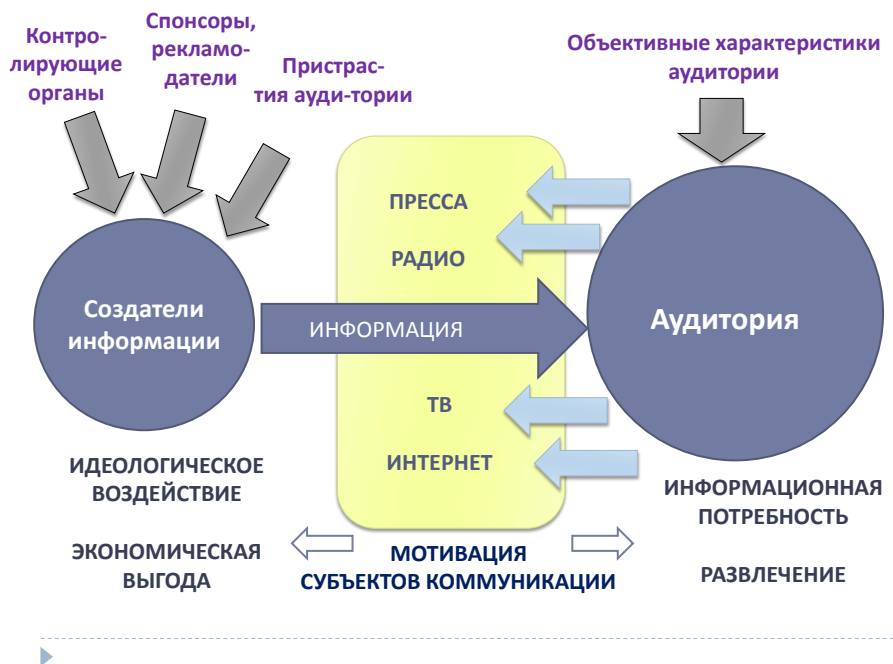 Контро-
лирующие
органы
Спонсоры,
рекламо-
датели
Пристрас-
тия ауди-тории
Объективные характеристики
аудитории
ПРЕССА
РАДИО
Создатели
информации
ИНФОРМАЦИЯ
Аудитория
ТВ
ИНТЕРНЕТ
ИДЕОЛОГИЧЕСКОЕ
ВОЗДЕЙСТВИЕ
ЭКОНОМИЧЕСКАЯ
ВЫГОДА
МОТИВАЦИЯ
СУБЪЕКТОВ КОММУНИКАЦИИ
ИНФОРМАЦИОННАЯ
ПОТРЕБНОСТЬ
РАЗВЛЕЧЕНИЕ